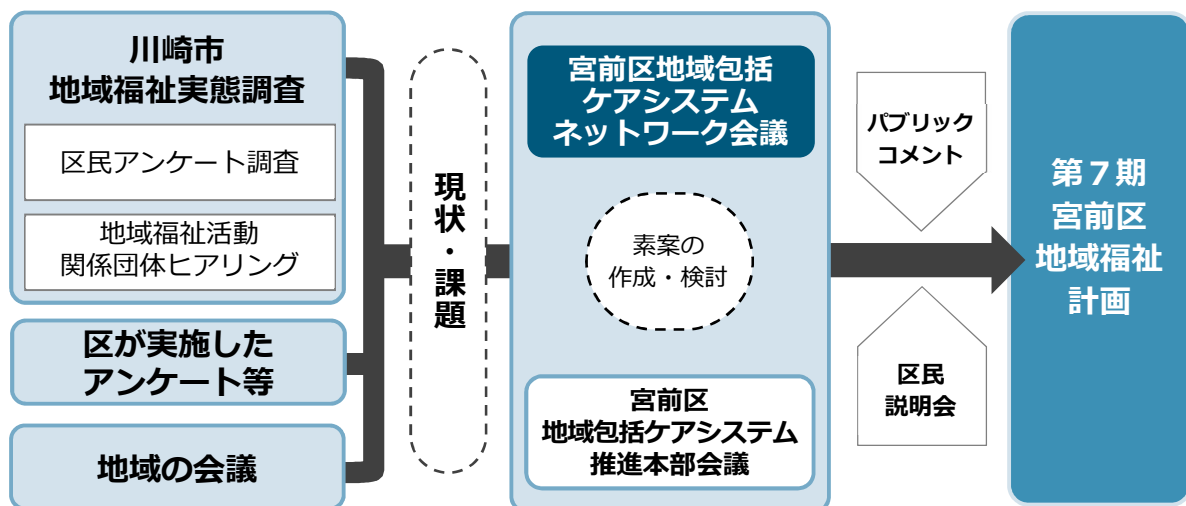 川崎市
地域福祉実態調査
区民アンケート調査
地域福祉活動
関係団体ヒアリング
区が実施した
アンケート等
地域の会議
現状・課題
宮前区地域包括
ケアシステム
ネットワーク会議
素案の
作成・検討
宮前区
地域包括ケアシステム
推進本部会議
パブリック
コメント
区民
説明会
第７期
宮前区
地域福祉
計画